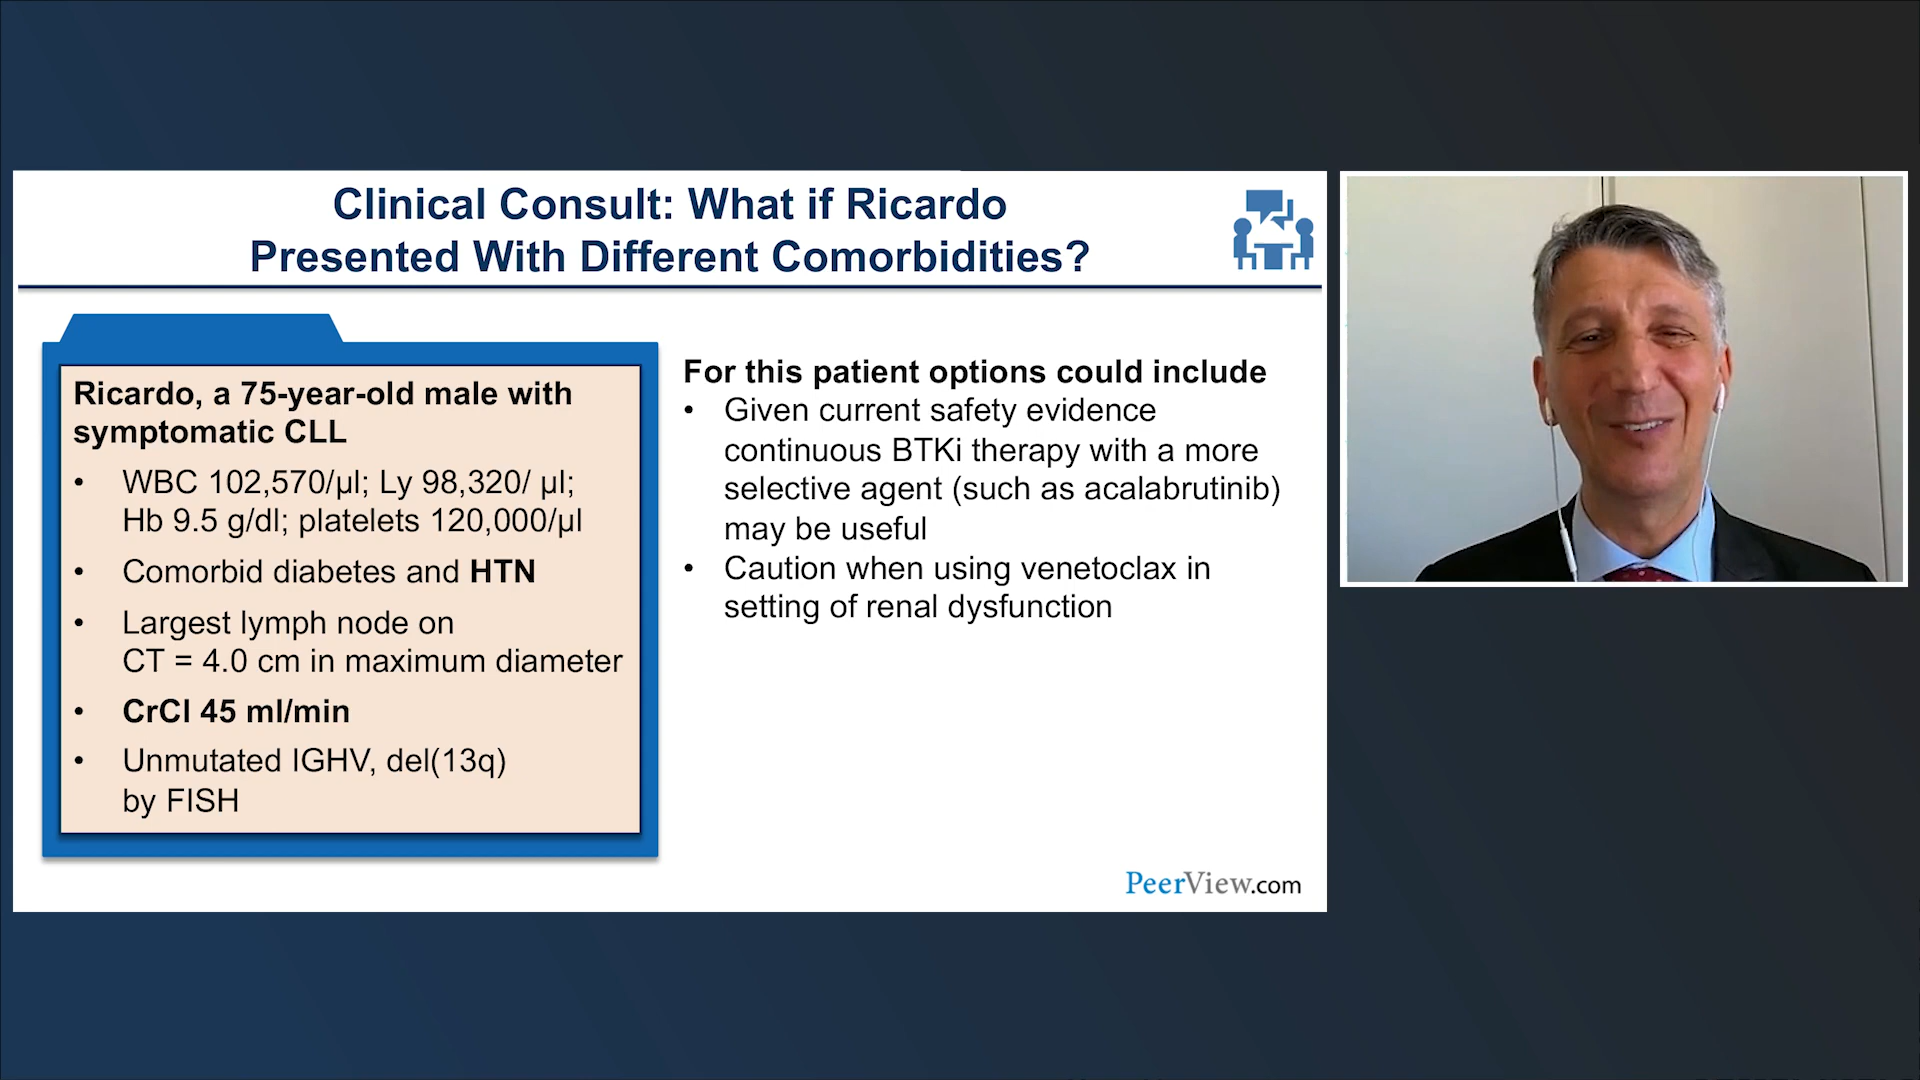 Clinical Consult: What if Ricardo
Presented With Different Comorbidities?
Ricardo, a 75-year-old male with
symptomatic CLL
• WBC 102,570/µl; Ly 98,320/ µl;
Hb 9.5 g/dl; platelets 120,000/µl
• Comorbid diabetes and HTN
• Largest lymph node on
CT = 4.0 cm in maximum diameter
• CrCl 45 ml/min
• Unmutated IGHV, del(13q)
by FISH
For this patient options could include
• Given current safety evidence
continuous BTKi therapy with a more
selective agent (such as acalabrutinib)
may be useful
• Caution when using venetoclax in
setting of renal dysfunction
PeerView.com